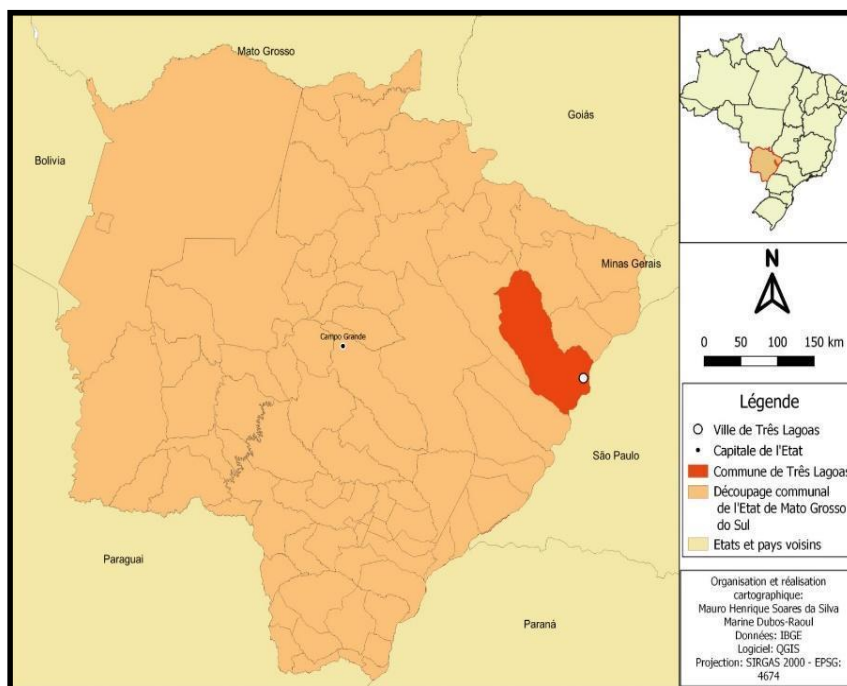 Mato Grosso
Goiás
Bolivia
Minas Gerais
Campo Grande
São Paulo
Paraguai
Paraná
N
0 50 100 150 km
Légende
Ville de Três Lagoas
Capitale de l'Etat
Commune de Três Lagoas
Découpage communal
de l'Etat de Mato Grosso
do Sul
Etats et pays voisins
Organisation et réalisation
cartographique:
Mauro Henrique Soares da Silva
Marine Dubos-Raoul
Données: IBGE
Logiciel: QGIS
Projection: SIRGAS 2000 - EPSG:
4674